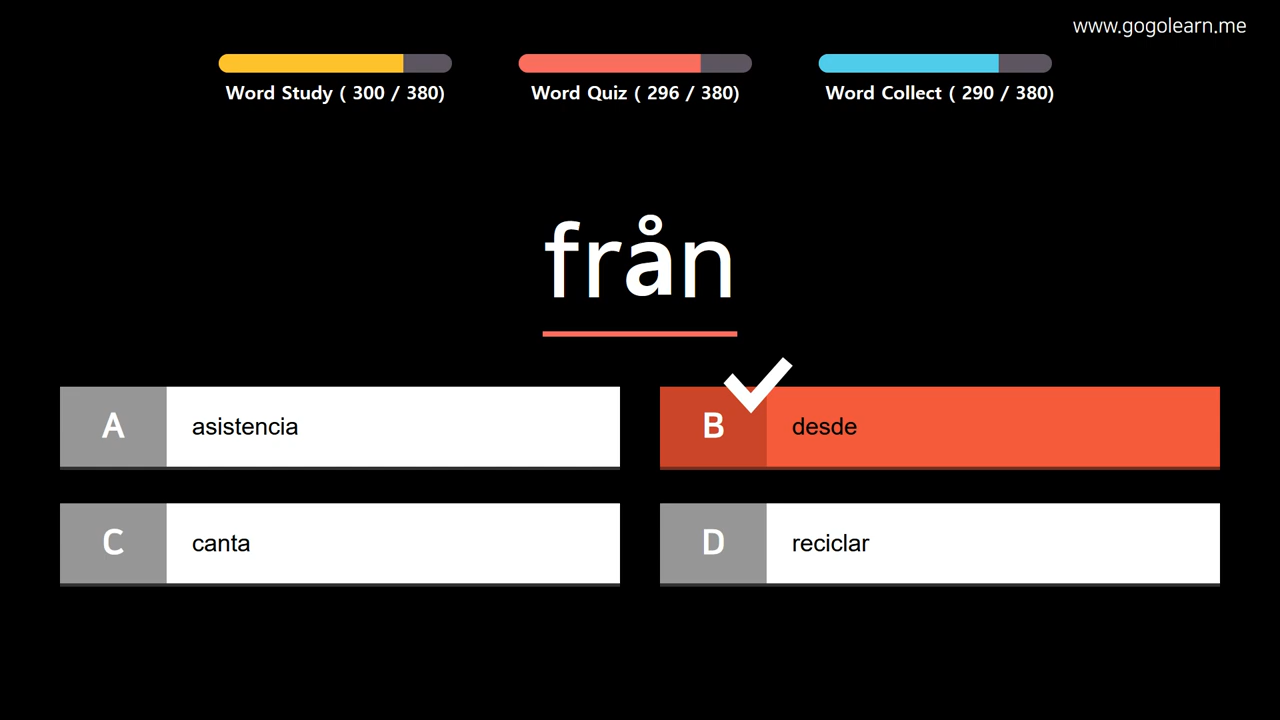 www.gogolearn.me
Word Study ( 300 / 380)
Word Quiz ( 296 / 380)
Word Collect ( 290 / 380)
från
A asistencia
B desde
C canta
D reciclar